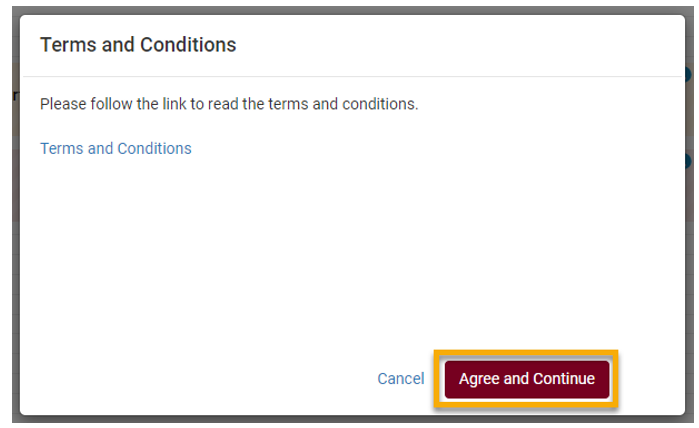 Terms and Conditions
Please follow the link to read the terms and conditions.
Terms and Conditions
Cancel
Agree and Continue